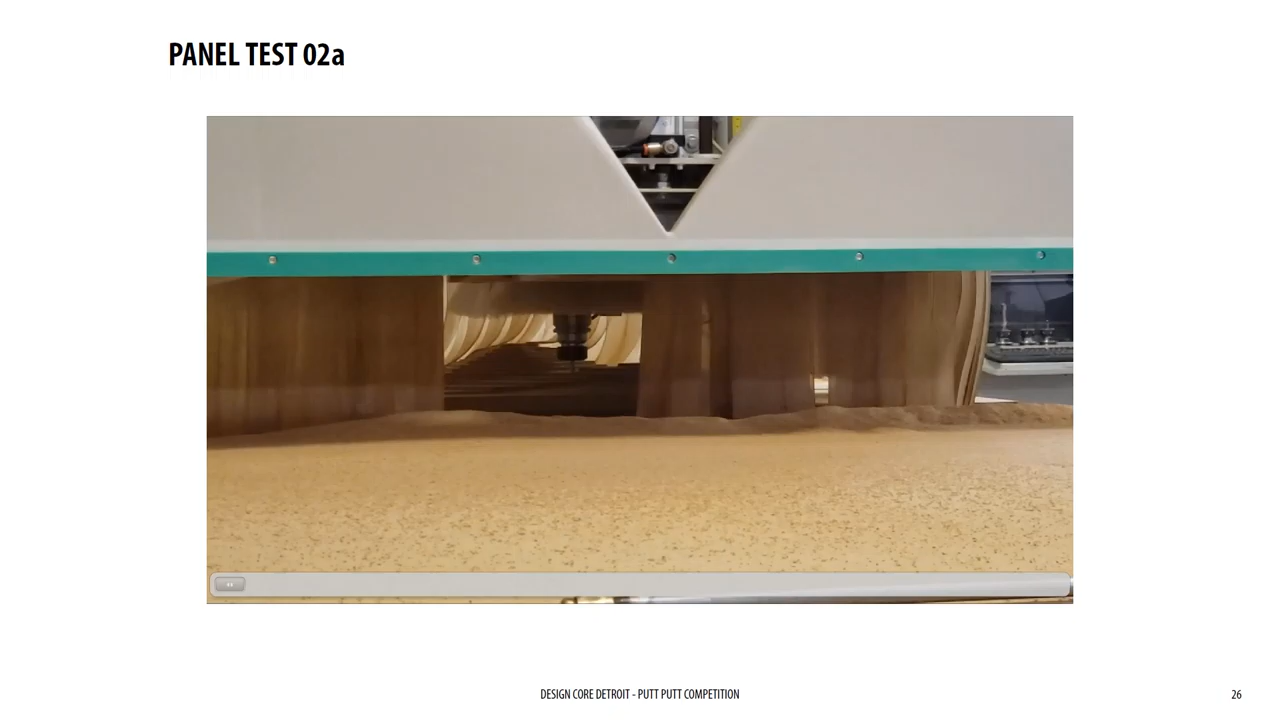 PANEL TEST 02a
DESIGN CORE DETROIT - PUTT PUTT COMPETITION
26